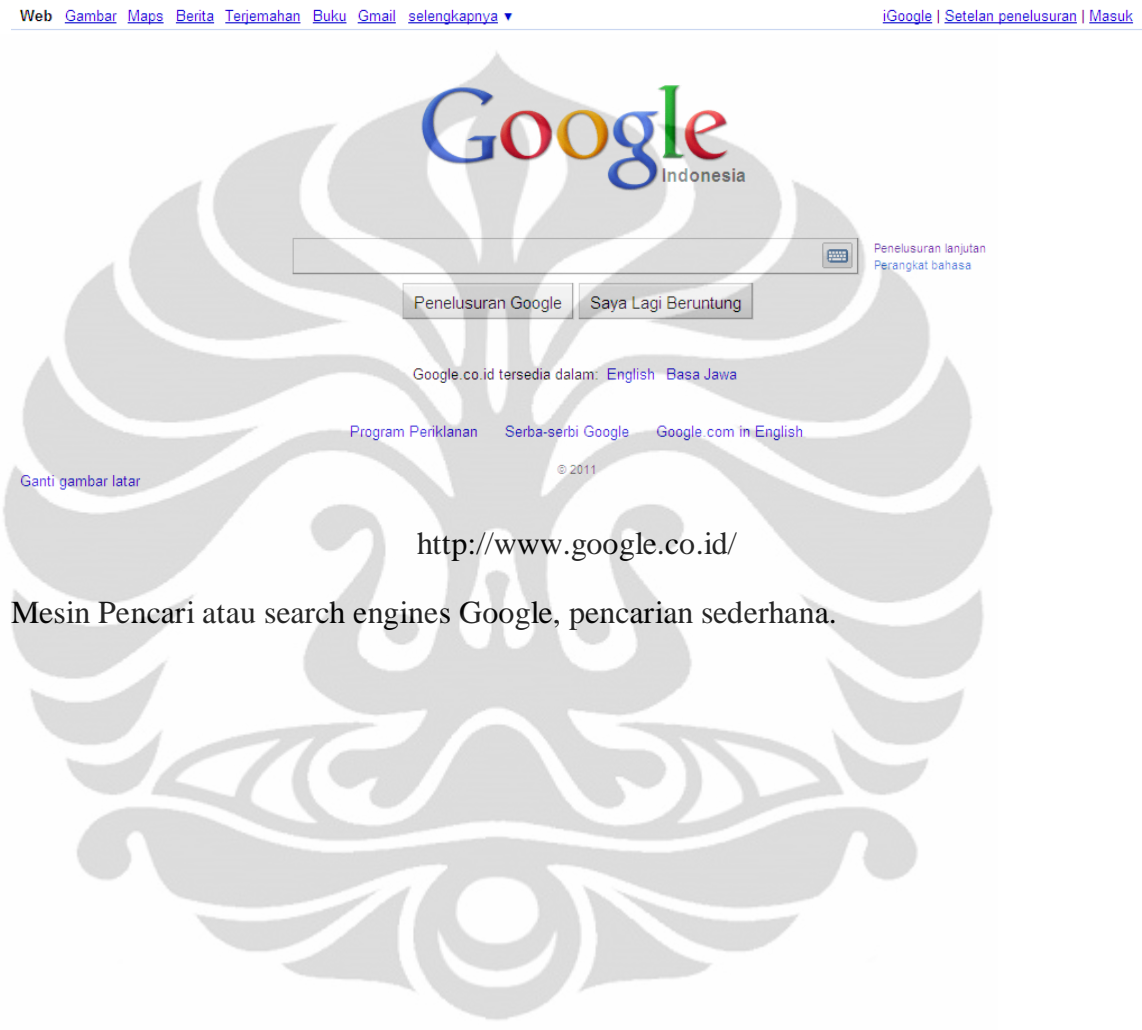 Web Gambar Maps Berita Terjemahan Buku Gmail selengkapnya ▼ iGoogle | Setelan penelusuran | Masuk
Google
Indonesia
Penelusuran lanjutan
Perangkat bahasa
Penelusuran Google Saya Lagi Beruntung
Google.co.id tersedia dalam: English Basa Jawa
Program Periklanan Serba-serbi Google Google.com in English
© 2011
Ganti gambar latar
http://www.google.co.id/
Mesin Pencari atau search engines Google, pencarian sederhana.